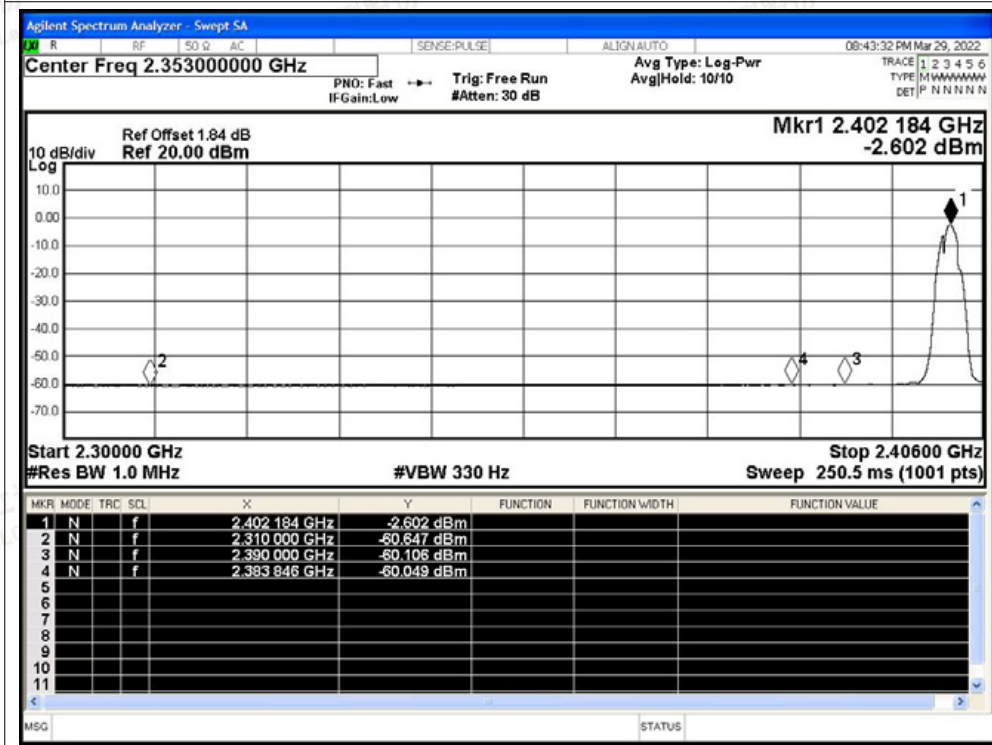 Agilent Spectrum Analyzer - Swept SA
R RF 50 Ω AC SENSE:PULSE ALIGN AUTO 08:43:32 PM Mar 29, 2022
Center Freq 2.353000000 GHz
PNO: Fast
IFGain:Low
Trig: Free Run
#Atten: 30 dB
Avg Type: Log-Pwr
Avg|Hold: 10/10
TRACE 1 2 3 4 5 6
TYPE M WWWWW
DET P N N N N N
Ref Offset 1.84 dB
10 dB/div Ref 20.00 dBm
Log
Mkr1 2.402 184 GHz
-2.602 dBm
10.0
0.00
-10.0
-20.0
-30.0
-40.0
-50.0
-60.0
-70.0
1
2
4
3
Start 2.30000 GHz Stop 2.40600 GHz
#Res BW 1.0 MHz #VBW 330 Hz Sweep 250.5 ms (1001 pts)
MKR MODE TRC SCL X Y FUNCTION FUNCTION WIDTH FUNCTION VALUE
1 N f 2.402 184 GHz -2.602 dBm
2 N f 2.310 000 GHz -60.647 dBm
3 N f 2.390 000 GHz -60.106 dBm
4 N f 2.383 846 GHz -60.049 dBm
5
6
7
8
9
10
11
MSG STATUS